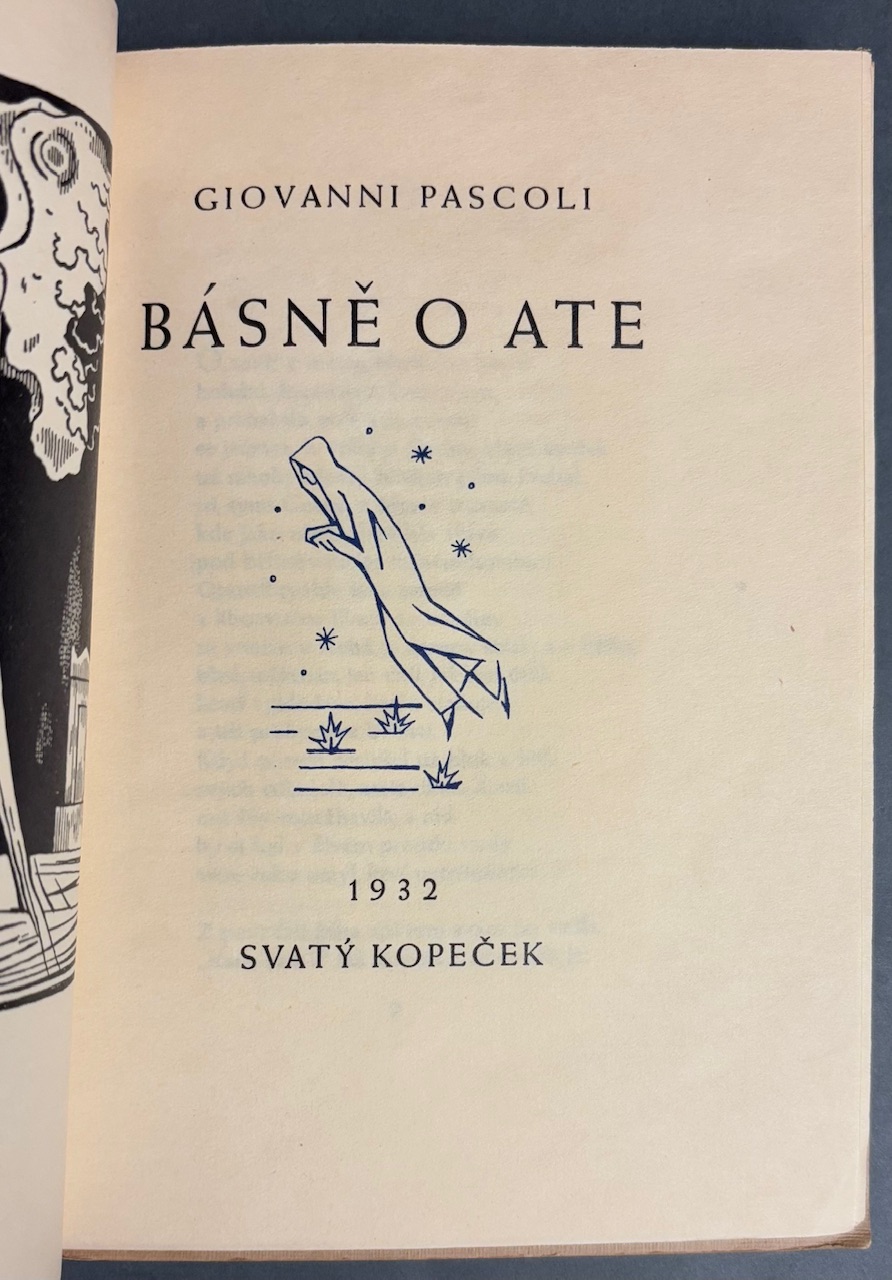 GIOVANNI PASCOLI
BÁSNĚ O ATE
1932
SVATÝ KOPEČEK